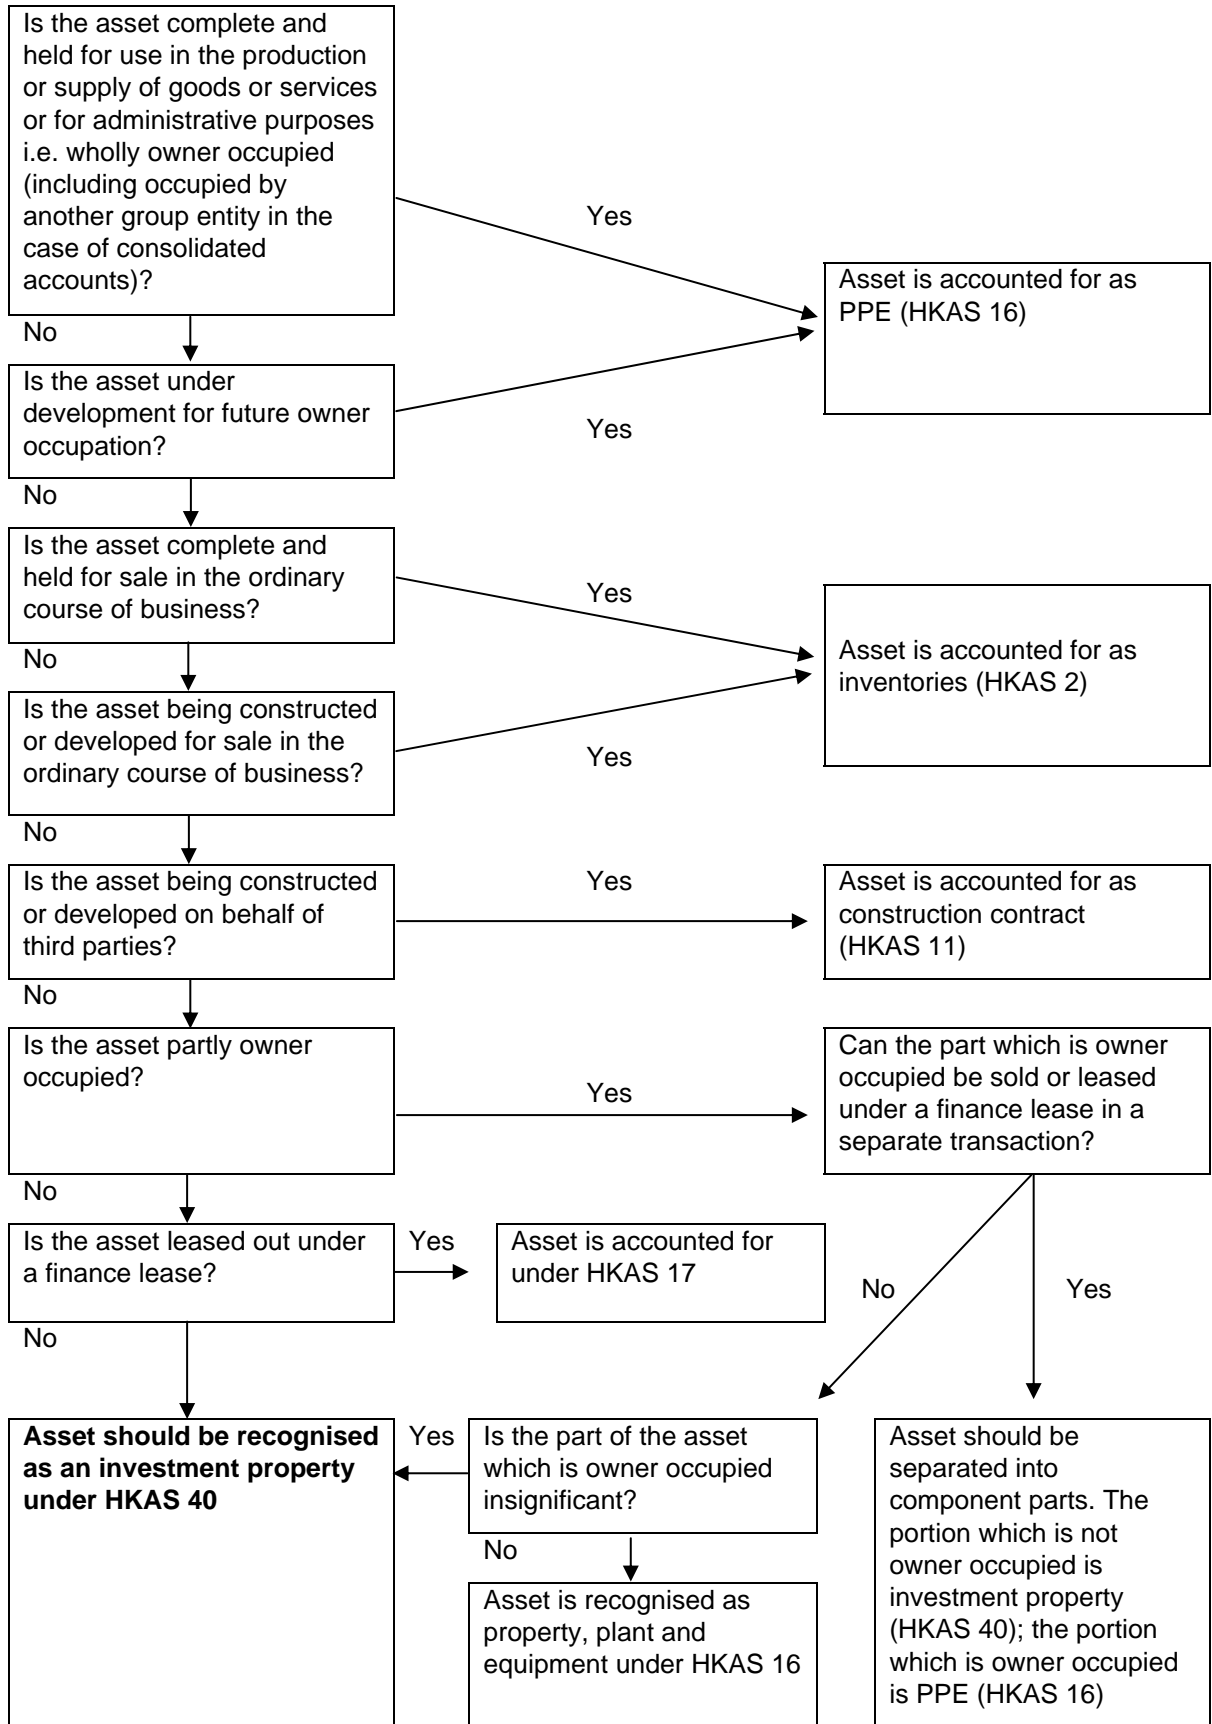 Is the asset complete and
held for use in the production
or supply of goods or services
or for administrative purposes
i.e. wholly owner occupied
(including occupied by
another group entity in the
case of consolidated
accounts)?
Yes
Asset is accounted for as
PPE (HKAS 16)
No
Is the asset under
development for future owner
occupation?
Yes
No
Is the asset complete and
held for sale in the ordinary
course of business?
Yes
Asset is accounted for as
inventories (HKAS 2)
No
Is the asset being constructed
or developed for sale in the
ordinary course of business?
Yes
No
Is the asset being constructed
or developed on behalf of
third parties?
Yes
Asset is accounted for as
construction contract
(HKAS 11)
No
Is the asset partly owner
occupied?
Yes
Can the part which is owner
occupied be sold or leased
under a finance lease in a
separate transaction?
No
Is the asset leased out under
a finance lease?
Yes
Asset is accounted for
under HKAS 17
No
Yes
No
Asset should be recognised
as an investment property
under HKAS 40
Yes
Is the part of the asset
which is owner occupied
insignificant?
No
Asset is recognised as
property, plant and
equipment under HKAS 16
Asset should be
separated into
component parts. The
portion which is not
owner occupied is
investment property
(HKAS 40); the portion
which is owner occupied
is PPE (HKAS 16)